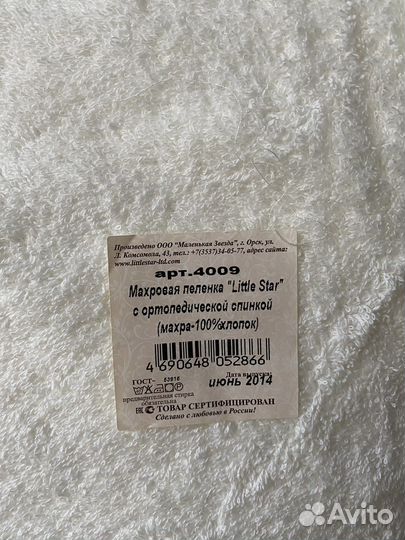 Произведено ООО "Маленькая Звезда", г. Орск, ул.
Л. Комсомола, 43, тел.: +7(3537)34-05-77, адрес сайта:
www.littlestar-ltd.com
арт.4009
Махровая пеленка "Little Star"
с ортопедической спинкой
(махра-100%хлопок)
4 690648 052866
ГОСТ-
Дата выпуска:
июнь 2014
предварительная стирка
обязательна
ТОВАР СЕРТИФИЦИРОВАН
Сделано с любовью в России!
Avito